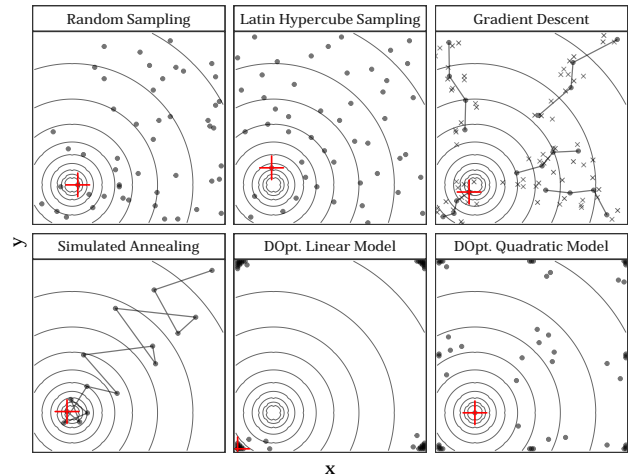 Random Sampling
Latin Hypercube Sampling
Gradient Descent
y
Simulated Annealing
DOpt. Linear Model
DOpt. Quadratic Model
x